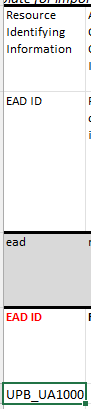 Resource
Identifying
Information
EAD ID
ead
EAD ID
UPB_UA1000